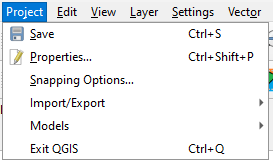 Project Edit View Layer Settings Vector
Save Ctrl+S
Properties... Ctrl+Shift+P
Snapping Options...
Import/Export
Models
Exit QGIS Ctrl+Q